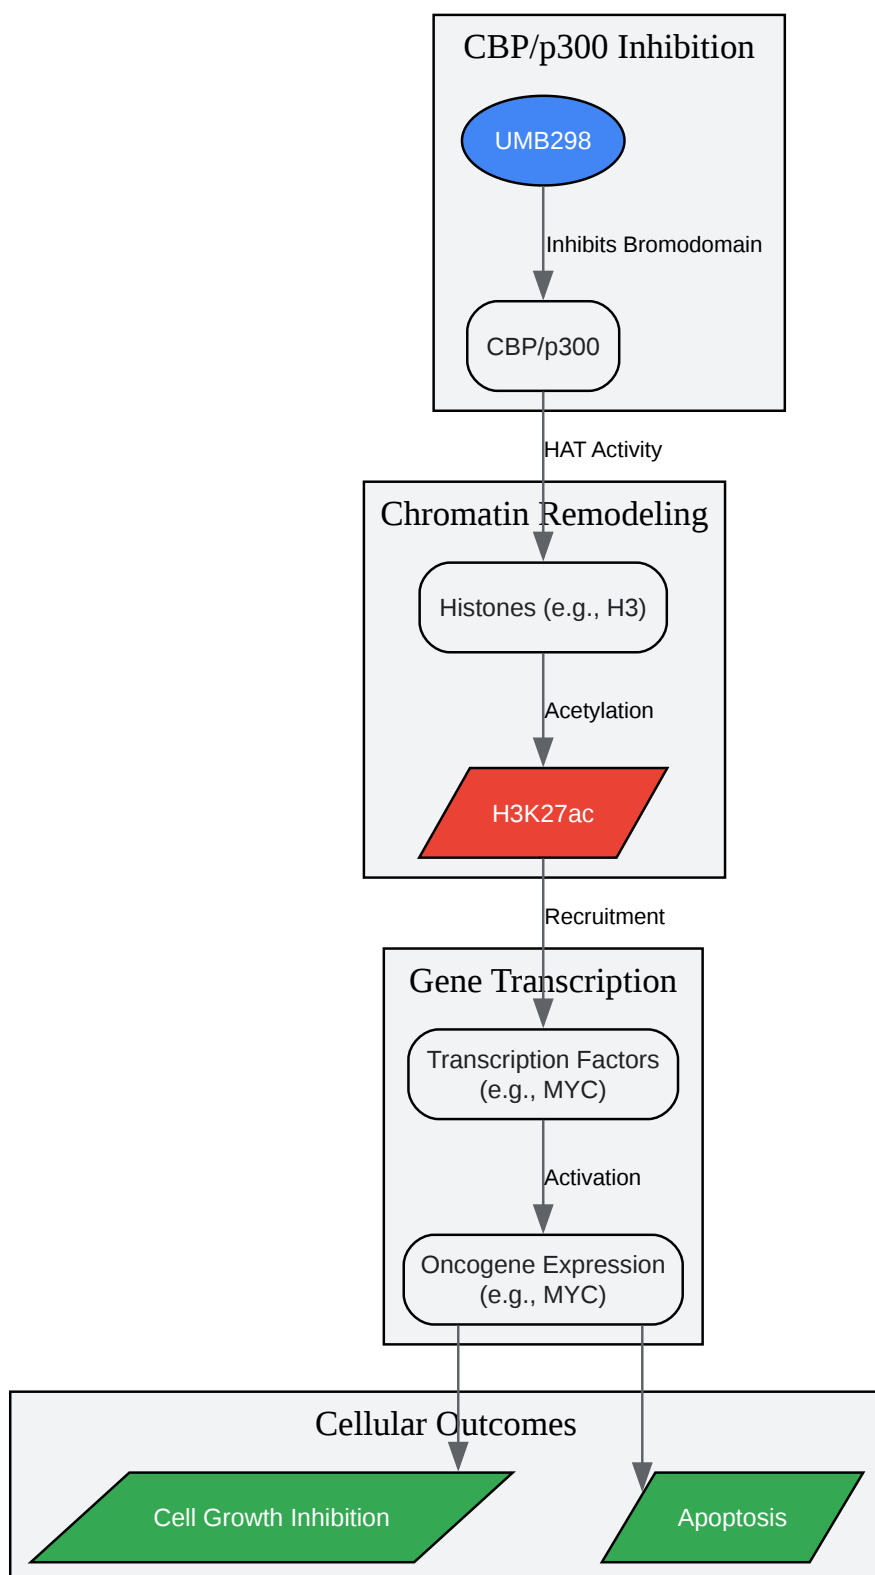 CBP/p300 Inhibition
UMB298
Inhibits Bromodomain
CBP/p300
HAT Activity
Chromatin Remodeling
Histones (e.g., H3)
Acetylation
H3K27ac
Recruitment
Gene Transcription
Transcription Factors
(e.g., MYC)
Activation
Oncogene Expression
(e.g., MYC)
Cellular Outcomes
Cell Growth Inhibition
Apoptosis